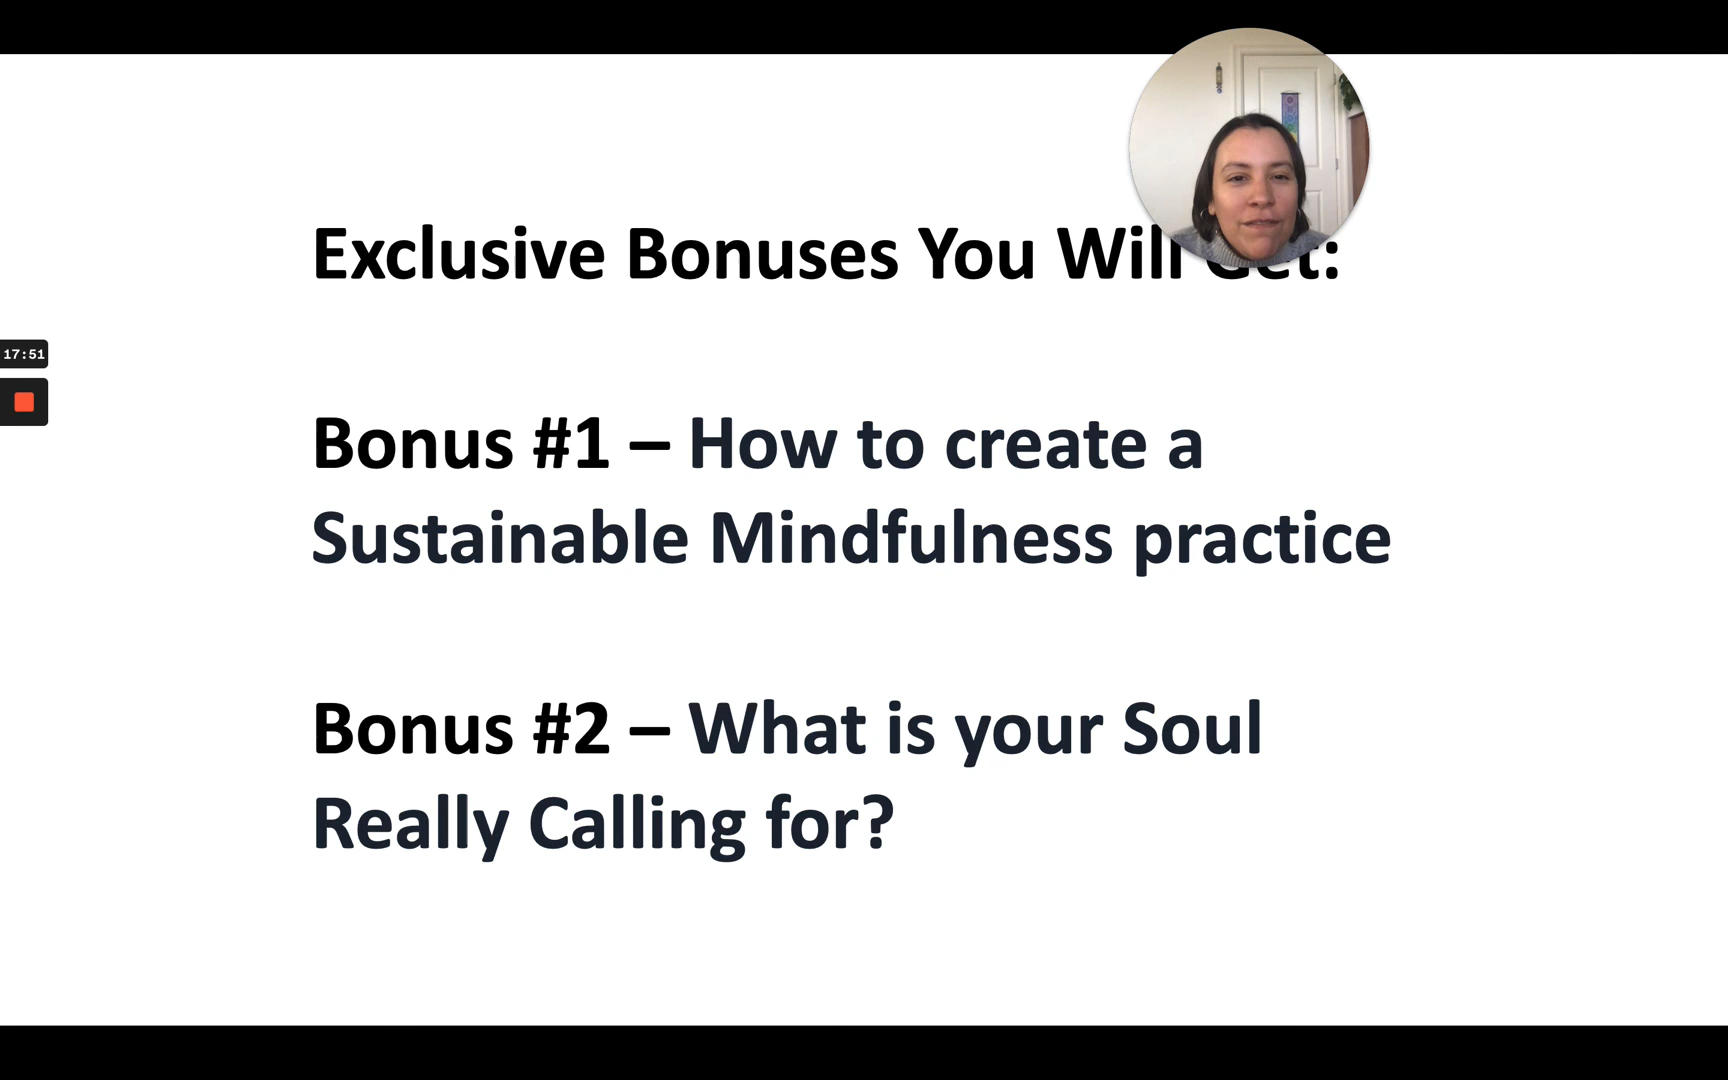 Exclusive Bonuses You Will Get:
17:51
Bonus #1 – How to create a
Sustainable Mindfulness practice
Bonus #2 – What is your Soul
Really Calling for?